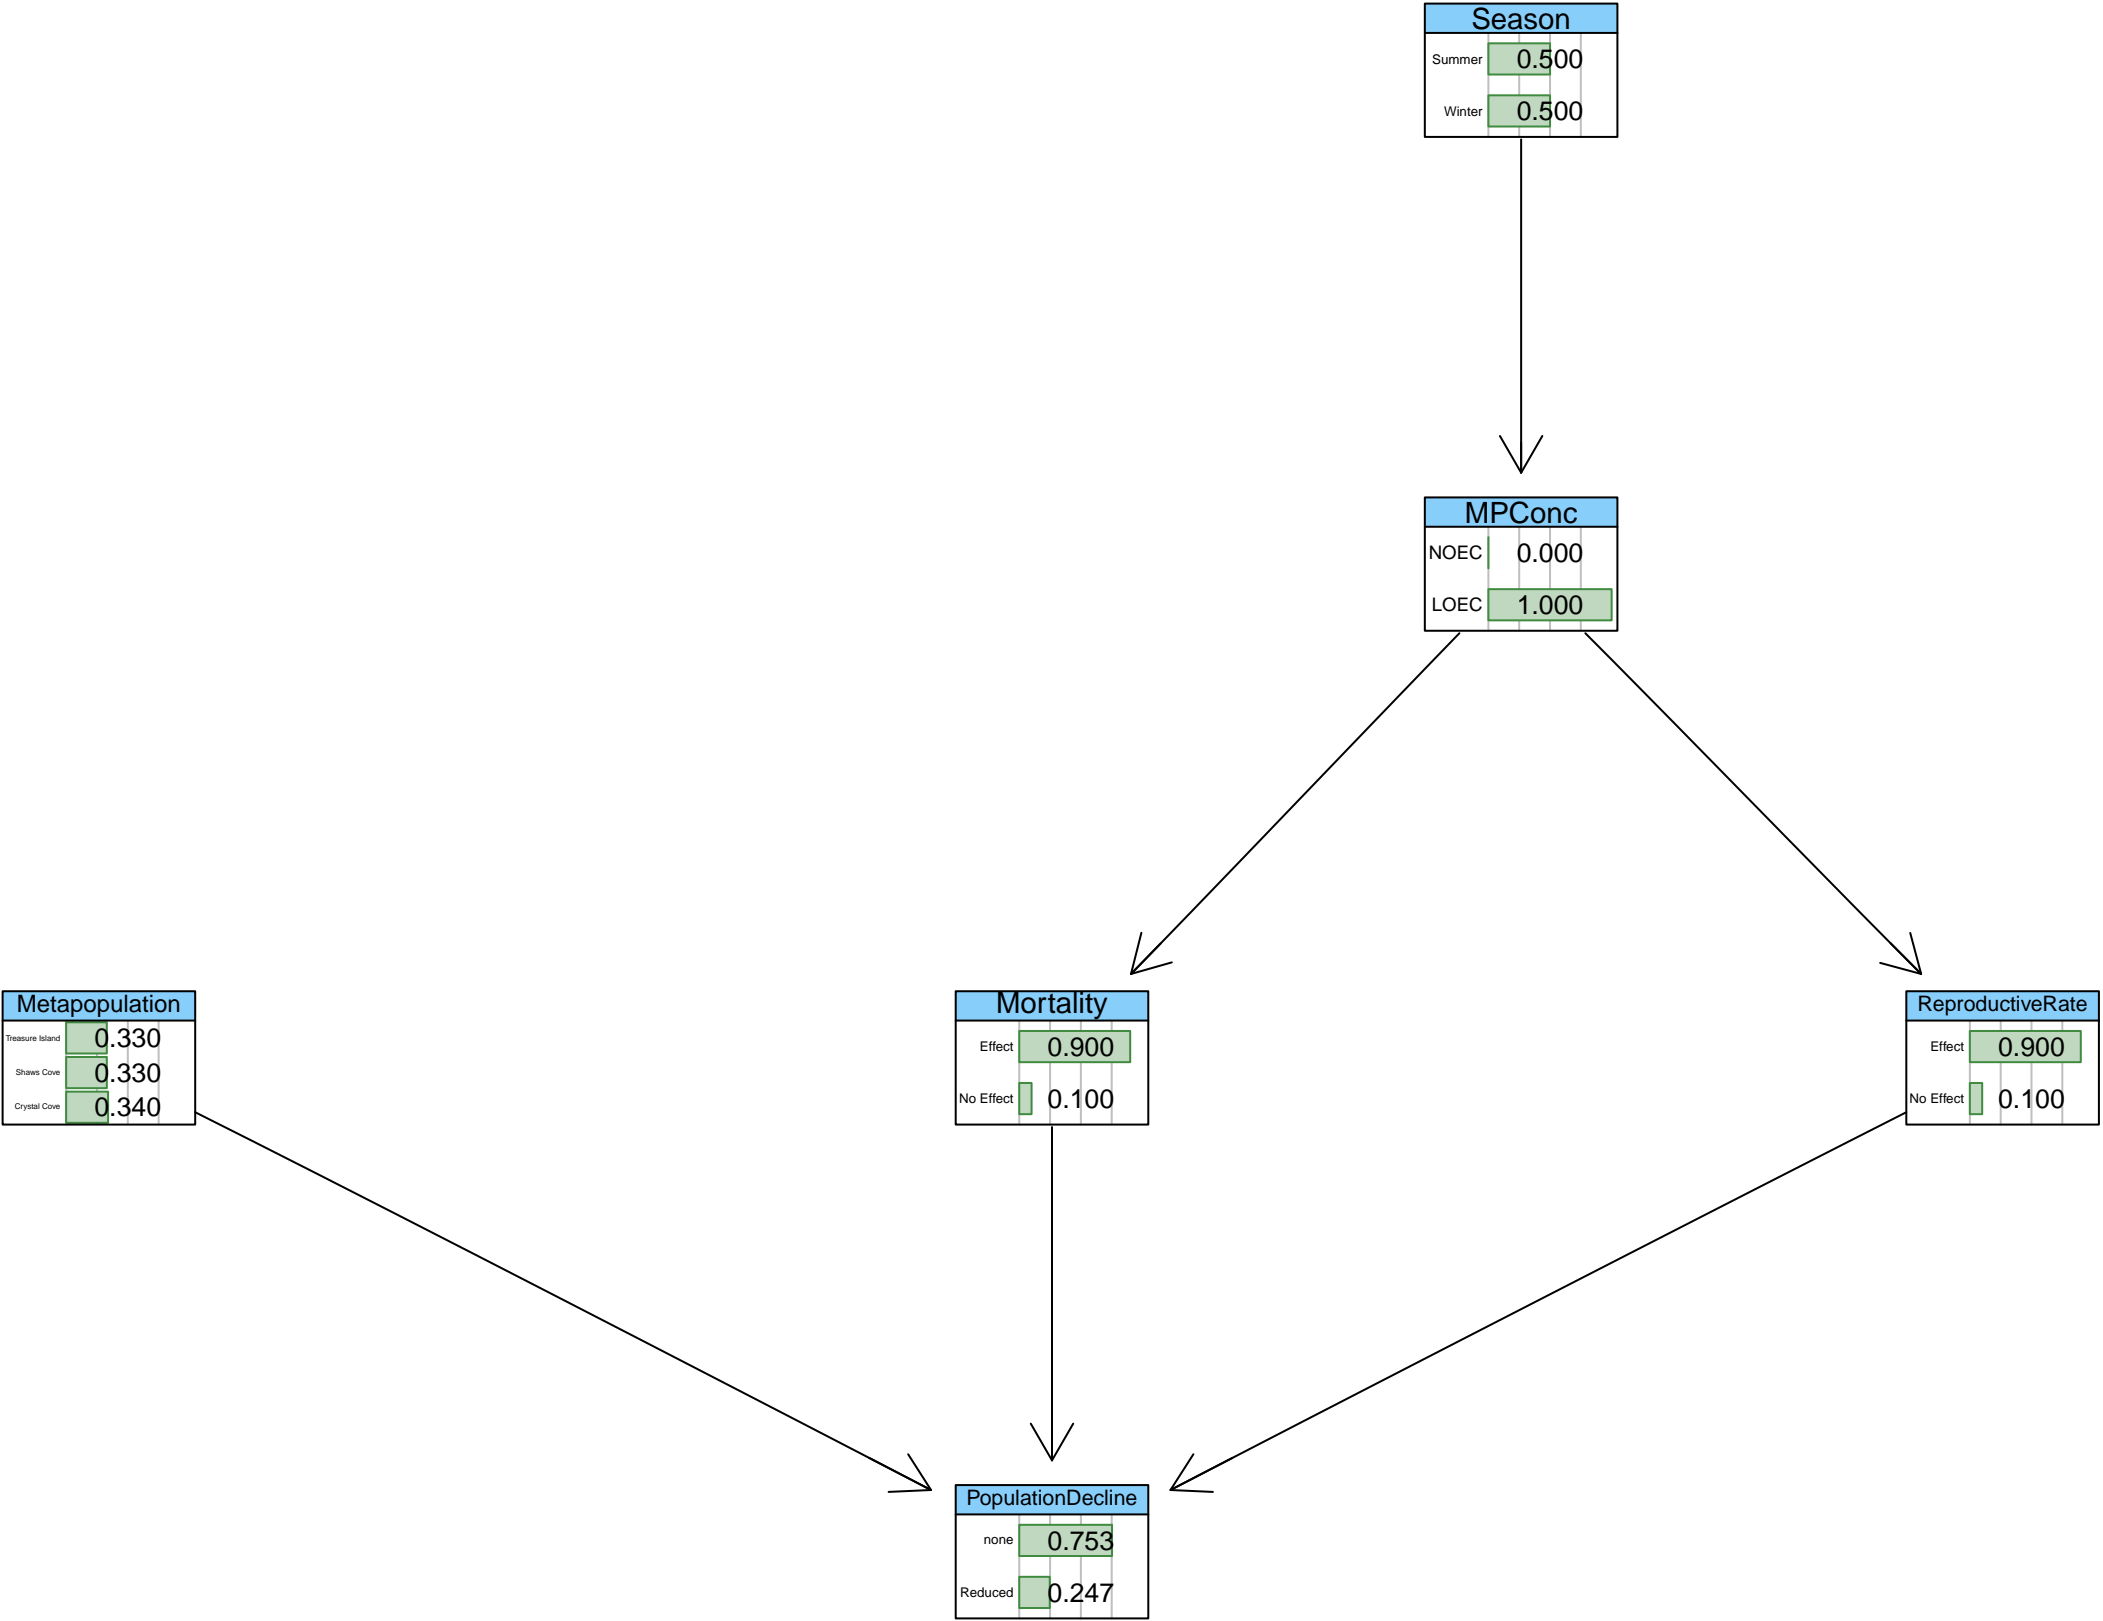 Season
Summer 0.500
Winter 0.500
MPConc
NOEC 0.000
LOEC 1.000
Metapopulation
Treasure Island 0.330
Shaws Cove 0.330
Crystal Cove 0.340
Mortality
Effect 0.900
No Effect 0.100
ReproductiveRate
Effect 0.900
No Effect 0.100
PopulationDecline
none 0.753
Reduced 0.247